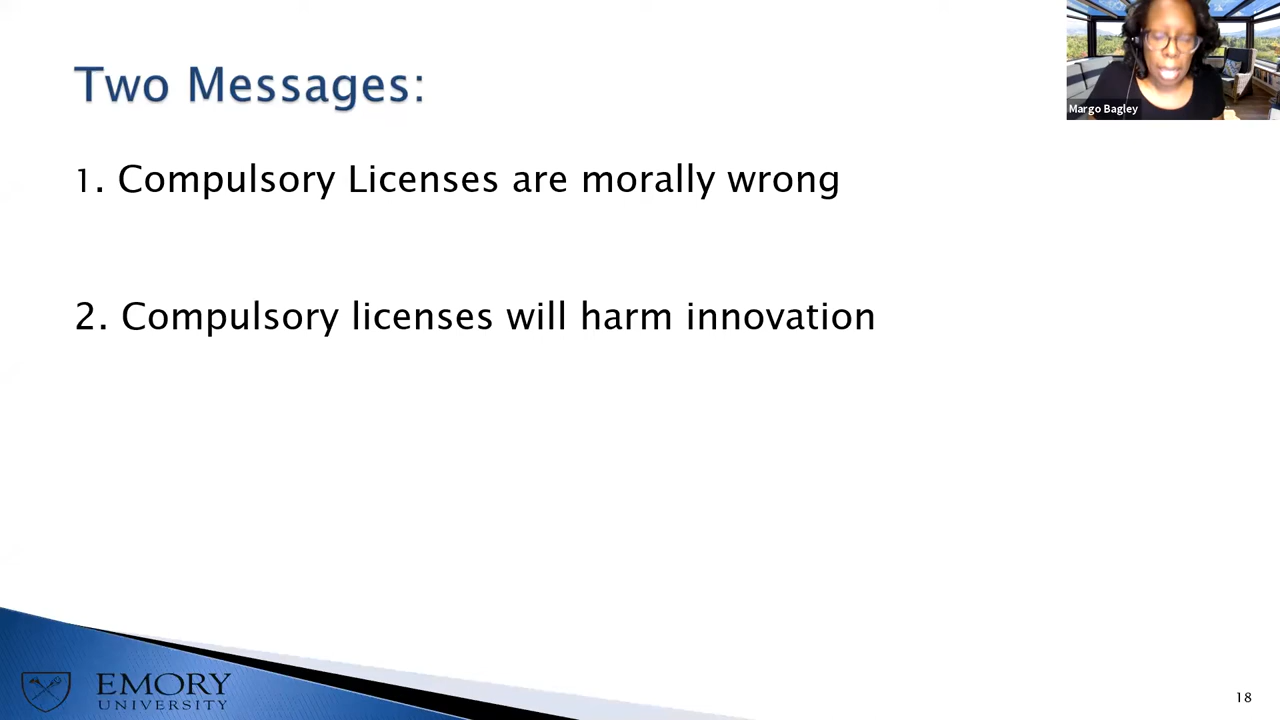 Two Messages:
Margo Bagley
1. Compulsory Licenses are morally wrong
2. Compulsory licenses will harm innovation
EMORY
UNIVERSITY
18